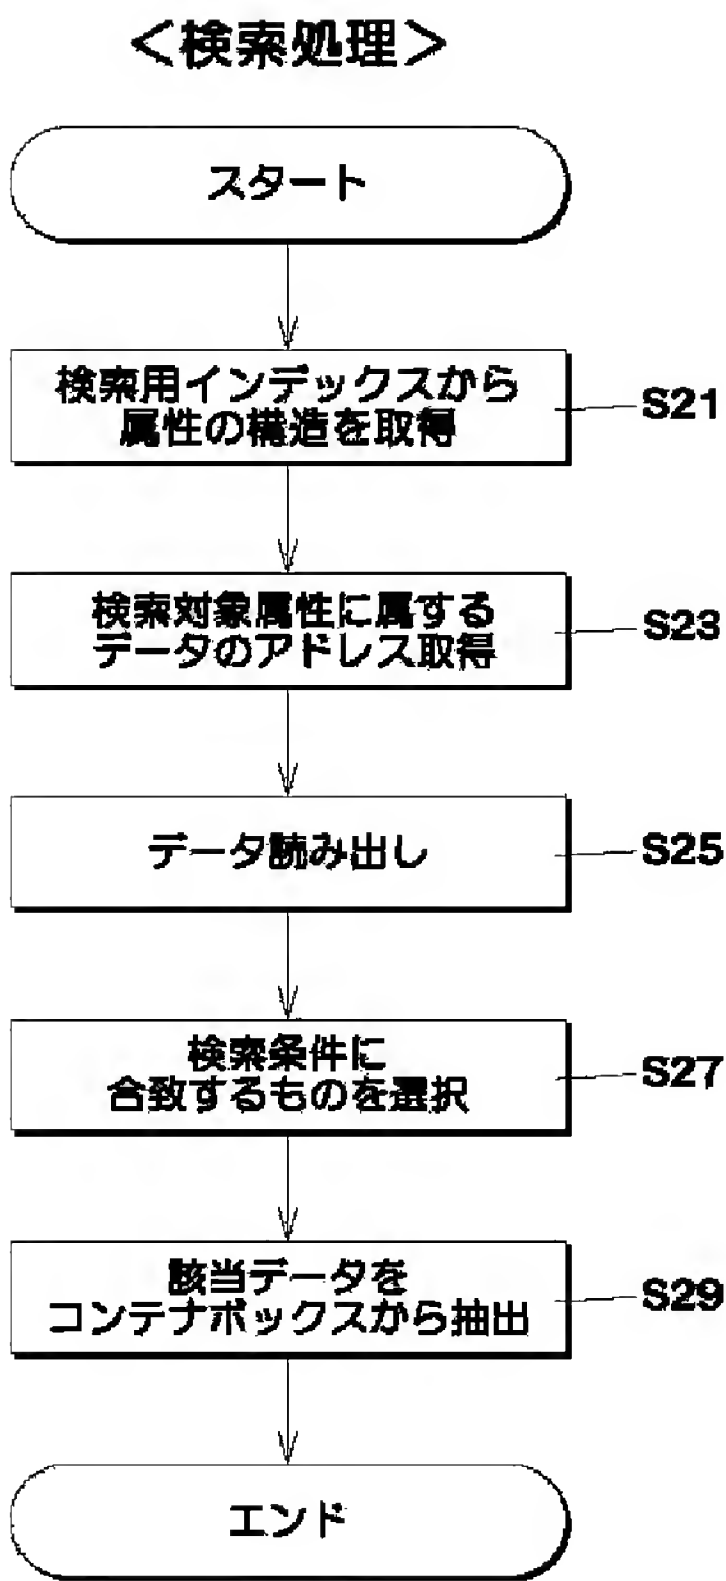 ＜検索処理＞
スタート
検索用インデックスから
属性の構造を取得
S21
検索対象属性に属する
データのアドレス取得
S23
データ読み出し
S25
検索条件に
合致するものを選択
S27
該当データを
コンテナボックスから抽出
S29
エンド